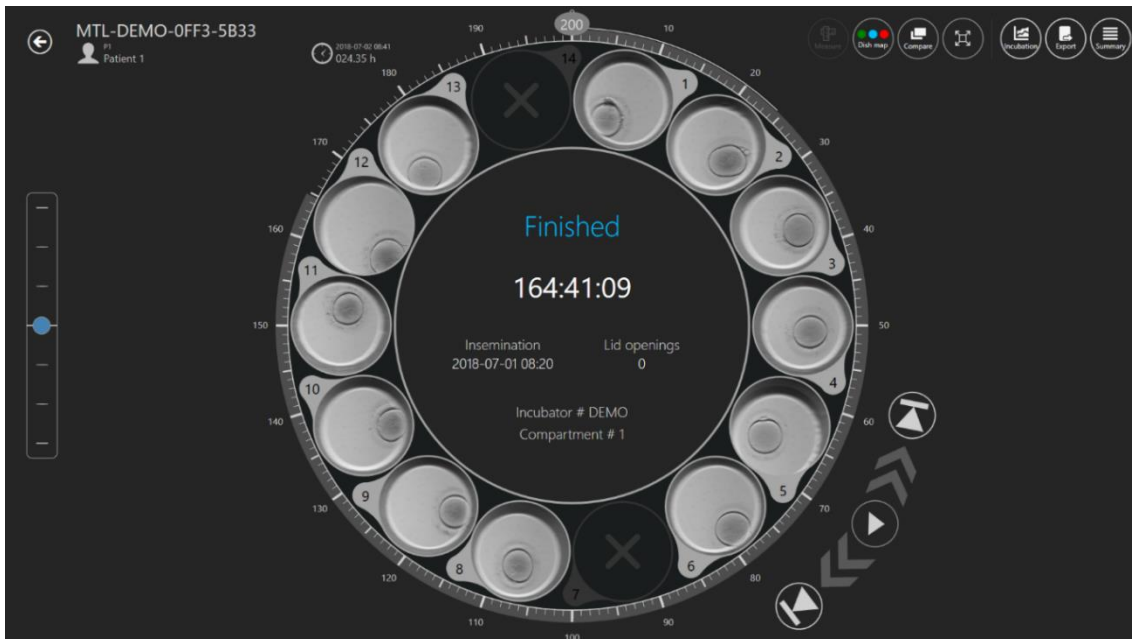 MTL-DEMO-0FF3-5B33
P1
Patient 1
2018-07-02 08:41
024.35 h
Measure
Dish map
Compare
Incubation
Export
Summary
200
10
20
30
40
50
60
70
80
90
100
110
120
130
140
150
160
170
180
190
1
2
3
4
5
6
7
8
9
10
11
12
13
14
Finished
164:41:09
Insemination Lid openings
2018-07-01 08:20 0
Incubator # DEMO
Compartment # 1